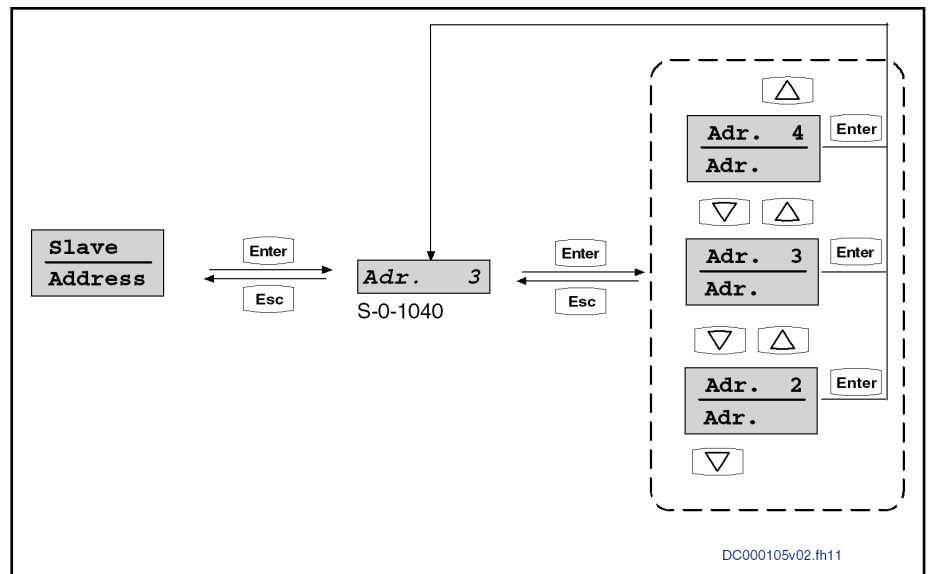 Slave
Address
Enter
Esc
Adr. 3
S-0-1040
Enter
Esc
Adr. 4
Adr.
Enter
Adr. 3
Adr.
Enter
Adr. 2
Adr.
Enter
DC000105v02.fh11